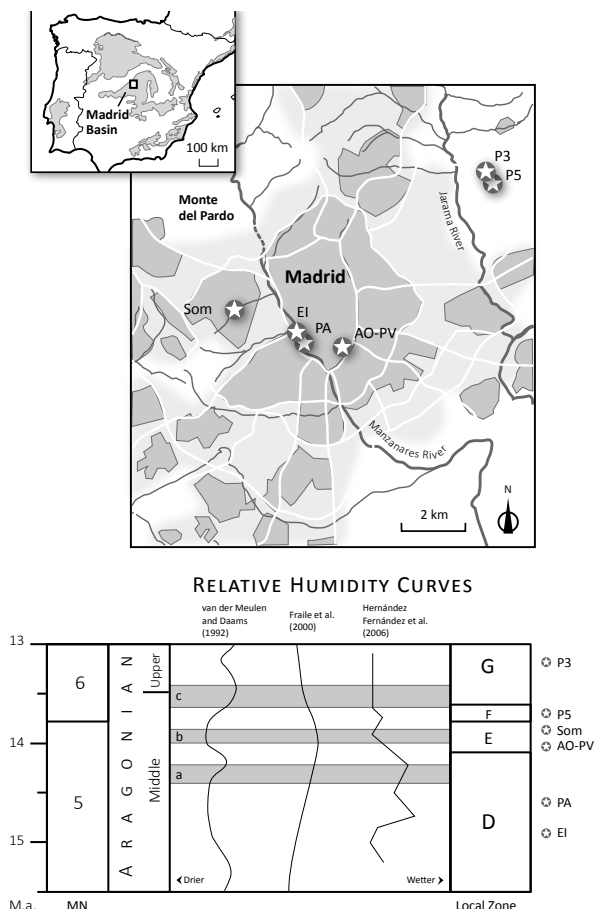 Madrid
Basin
100 km
P3
P5
Monte
del Pardo
Jarama River
Madrid
Som
EI
PA
AO-PV
Manzanares River
N
2 km
RELATIVE HUMIDITY CURVES
van der Meulen
and Daams
(1992)
Fraile et al.
(2000)
Hernández
Fernández et al.
(2006)
13
14
15
M.a.
6
5
MN
ARAGONIAN
Upper
Middle
c
b
a
Drier
Wetter
G
F
E
D
Local Zone
P3
P5
Som
AO-PV
PA
EI